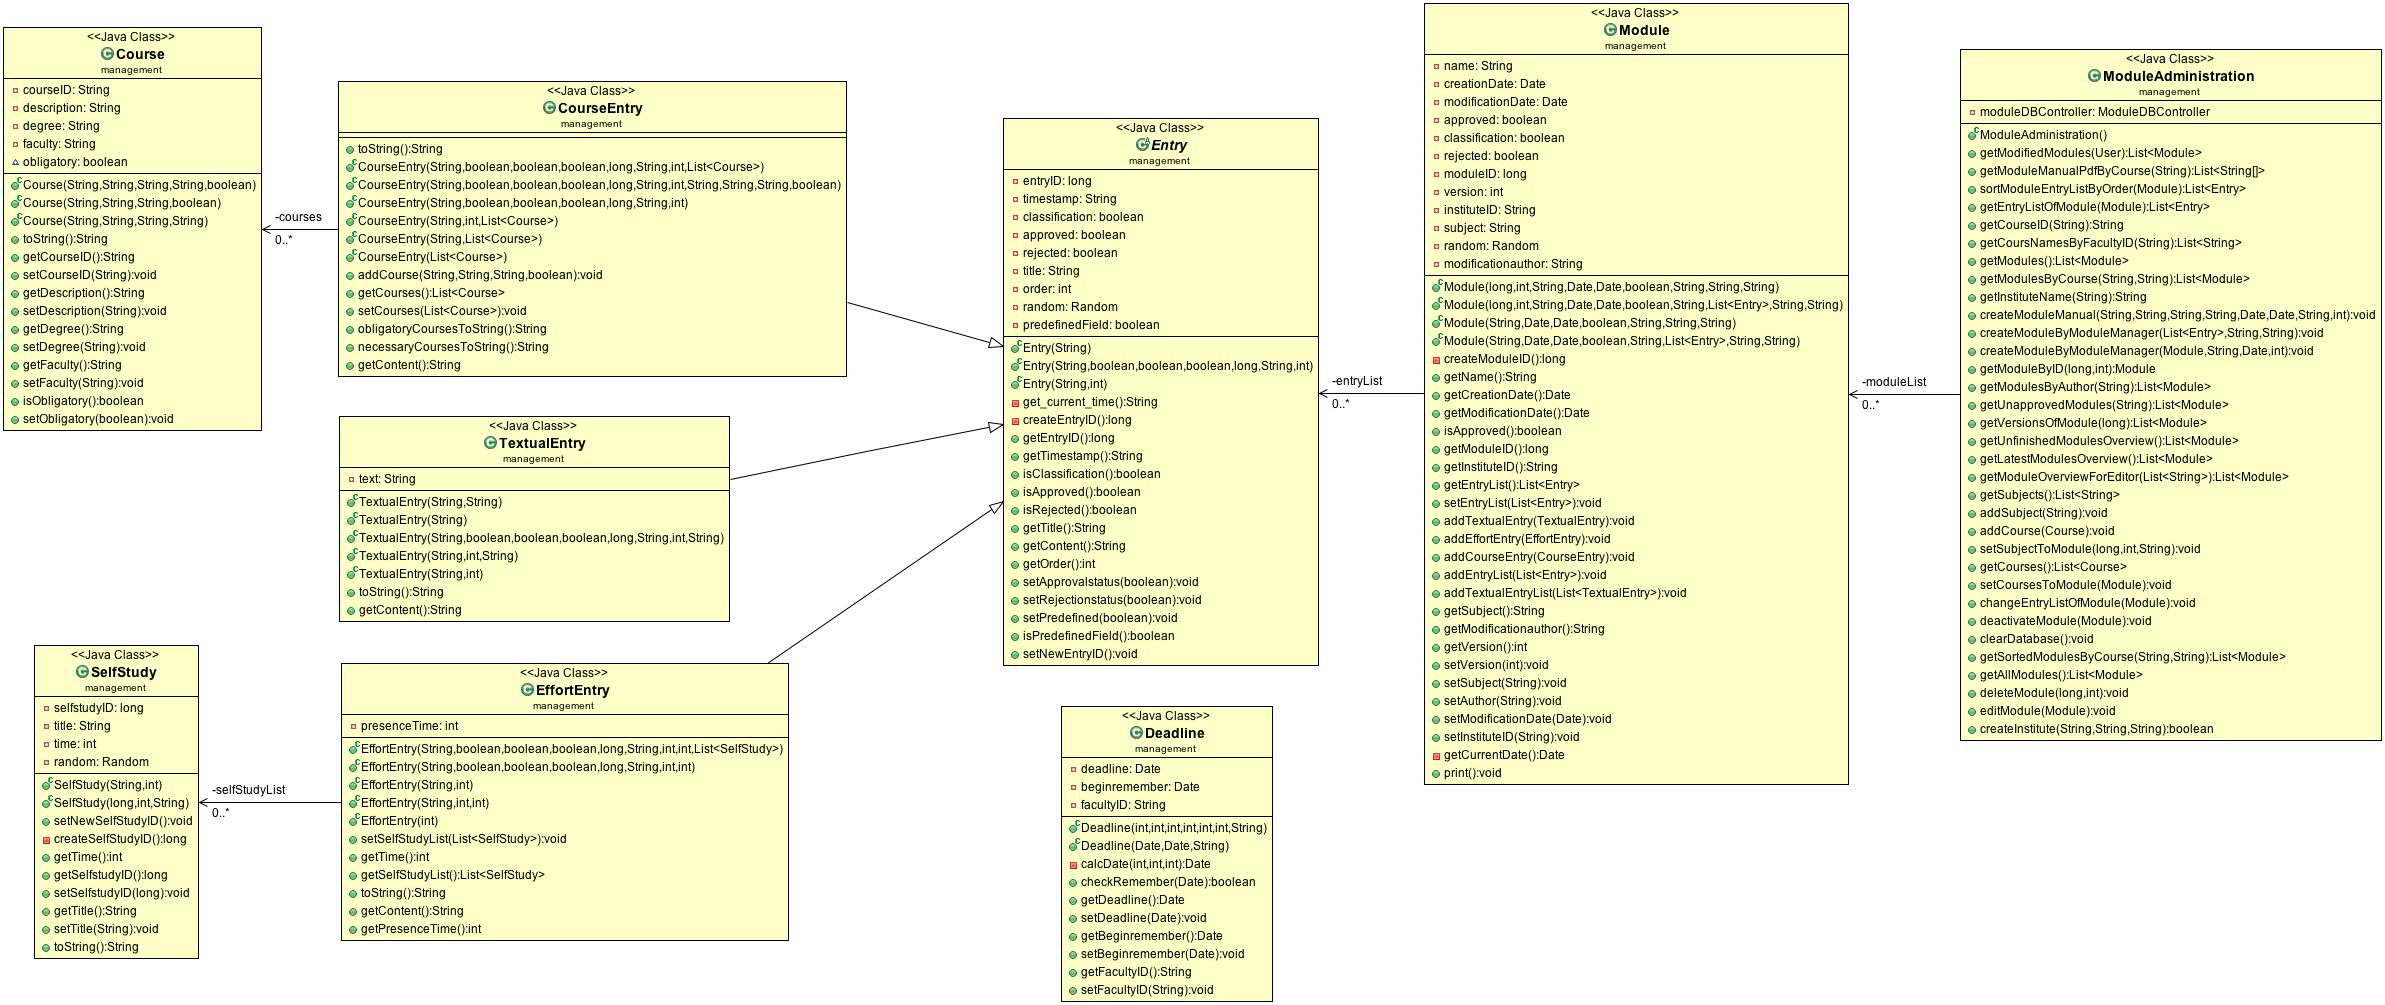 <<Java Class>>
Course
management
courseID: String
description: String
degree: String
faculty: String
obligatory: boolean
Course(String,String,String,String,boolean)
Course(String,String,String,boolean)
Course(String,String,String,String)
toString():String
getCourseID():String
setCourseID(String):void
getDescription():String
setDescription(String):void
getDegree():String
setDegree(String):void
getFaculty():String
setFaculty(String):void
isObligatory():boolean
setObligatory(boolean):void
-courses
0..*
<<Java Class>>
CourseEntry
management
toString():String
CourseEntry(String,boolean,boolean,boolean,long,String,int,List<Course>)
CourseEntry(String,boolean,boolean,boolean,long,String,int,String,String,String,boolean)
CourseEntry(String,boolean,boolean,boolean,long,String,int)
CourseEntry(String,int,List<Course>)
CourseEntry(String,List<Course>)
CourseEntry(List<Course>)
addCourse(String,String,String,boolean):void
getCourses():List<Course>
setCourses(List<Course>):void
obligatoryCoursesToString():String
necessaryCoursesToString():String
getContent():String
<<Java Class>>
TextualEntry
management
text: String
TextualEntry(String,String)
TextualEntry(String)
TextualEntry(String,boolean,boolean,boolean,long,String,int,String)
TextualEntry(String,int,String)
TextualEntry(String,int)
toString():String
getContent():String
<<Java Class>>
SelfStudy
management
selfstudyID: long
title: String
time: int
random: Random
SelfStudy(String,int)
SelfStudy(long,int,String)
setNewSelfStudyID():void
createSelfStudyID():long
getTime():int
getSelfstudyID():long
setSelfstudyID(long):void
getTitle():String
setTitle(String):void
toString():String
-selfStudyList
0..*
<<Java Class>>
EffortEntry
management
presenceTime: int
EffortEntry(String,boolean,boolean,boolean,long,String,int,int,List<SelfStudy>)
EffortEntry(String,boolean,boolean,boolean,long,String,int,int)
EffortEntry(String,int)
EffortEntry(String,int,int)
EffortEntry(int)
setSelfStudyList(List<SelfStudy>):void
getTime():int
getSelfStudyList():List<SelfStudy>
toString():String
getContent():String
getPresenceTime():int
<<Java Class>>
Entry
management
entryID: long
timestamp: String
classification: boolean
approved: boolean
rejected: boolean
title: String
order: int
random: Random
predefinedField: boolean
Entry(String)
Entry(String,boolean,boolean,boolean,long,String,int)
Entry(String,int)
get_current_time():String
createEntryID():long
getEntryID():long
getTimestamp():String
isClassification():boolean
isApproved():boolean
isRejected():boolean
getTitle():String
getContent():String
getOrder():int
setApprovalstatus(boolean):void
setRejectionstatus(boolean):void
setPredefined(boolean):void
isPredefinedField():boolean
setNewEntryID():void
<<Java Class>>
Deadline
management
deadline: Date
beginremember: Date
facultyID: String
Deadline(int,int,int,int,int,int,String)
Deadline(Date,Date,String)
calcDate(int,int,int):Date
checkRemember(Date):boolean
getDeadline():Date
setDeadline(Date):void
getBeginremember():Date
setBeginremember(Date):void
getFacultyID():String
setFacultyID(String):void
-entryList
0..*
<<Java Class>>
Module
management
name: String
creationDate: Date
modificationDate: Date
approved: boolean
classification: boolean
rejected: boolean
moduleID: long
version: int
instituteID: String
subject: String
random: Random
modificationauthor: String
Module(long,int,String,Date,Date,boolean,String,String,String)
Module(long,int,String,Date,Date,boolean,String,List<Entry>,String,String)
Module(String,Date,Date,boolean,String,String,String)
Module(String,Date,Date,boolean,String,List<Entry>,String,String)
createModuleID():long
getName():String
getCreationDate():Date
getModificationDate():Date
isApproved():boolean
getModuleID():long
getInstituteID():String
getEntryList():List<Entry>
setEntryList(List<Entry>):void
addTextualEntry(TextualEntry):void
addEffortEntry(EffortEntry):void
addCourseEntry(CourseEntry):void
addEntryList(List<Entry>):void
addTextualEntryList(List<TextualEntry>):void
getSubject():String
getModificationauthor():String
getVersion():int
setVersion(int):void
setSubject(String):void
setAuthor(String):void
setModificationDate(Date):void
setInstituteID(String):void
getCurrentDate():Date
print():void
-moduleList
0..*
<<Java Class>>
ModuleAdministration
management
moduleDBController: ModuleDBController
ModuleAdministration()
getModifiedModules(User):List<Module>
getModuleManualPdfByCourse(String):List<String[]>
sortModuleEntryListByOrder(Module):List<Entry>
getEntryListOfModule(Module):List<Entry>
getCourseID(String):String
getCoursNamesByFacultyID(String):List<String>
getModules():List<Module>
getModulesByCourse(String,String):List<Module>
getInstituteName(String):String
createModuleManual(String,String,String,String,Date,Date,String,int):void
createModuleByModuleManager(List<Entry>,String,String):void
createModuleByModuleManager(Module,String,Date,int):void
getModuleByID(long,int):Module
getModulesByAuthor(String):List<Module>
getUnapprovedModules(String):List<Module>
getVersionsOfModule(long):List<Module>
getUnfinishedModulesOverview():List<Module>
getLatestModulesOverview():List<Module>
getModuleOverviewForEditor(List<String>):List<Module>
getSubjects():List<String>
addSubject(String):void
addCourse(Course):void
setSubjectToModule(long,int,String):void
getCourses():List<Course>
setCoursesToModule(Module):void
changeEntryListOfModule(Module):void
deactivateModule(Module):void
clearDatabase():void
getSortedModulesByCourse(String,String):List<Module>
getAllModules():List<Module>
deleteModule(long,int):void
editModule(Module):void
createInstitute(String,String,String):boolean